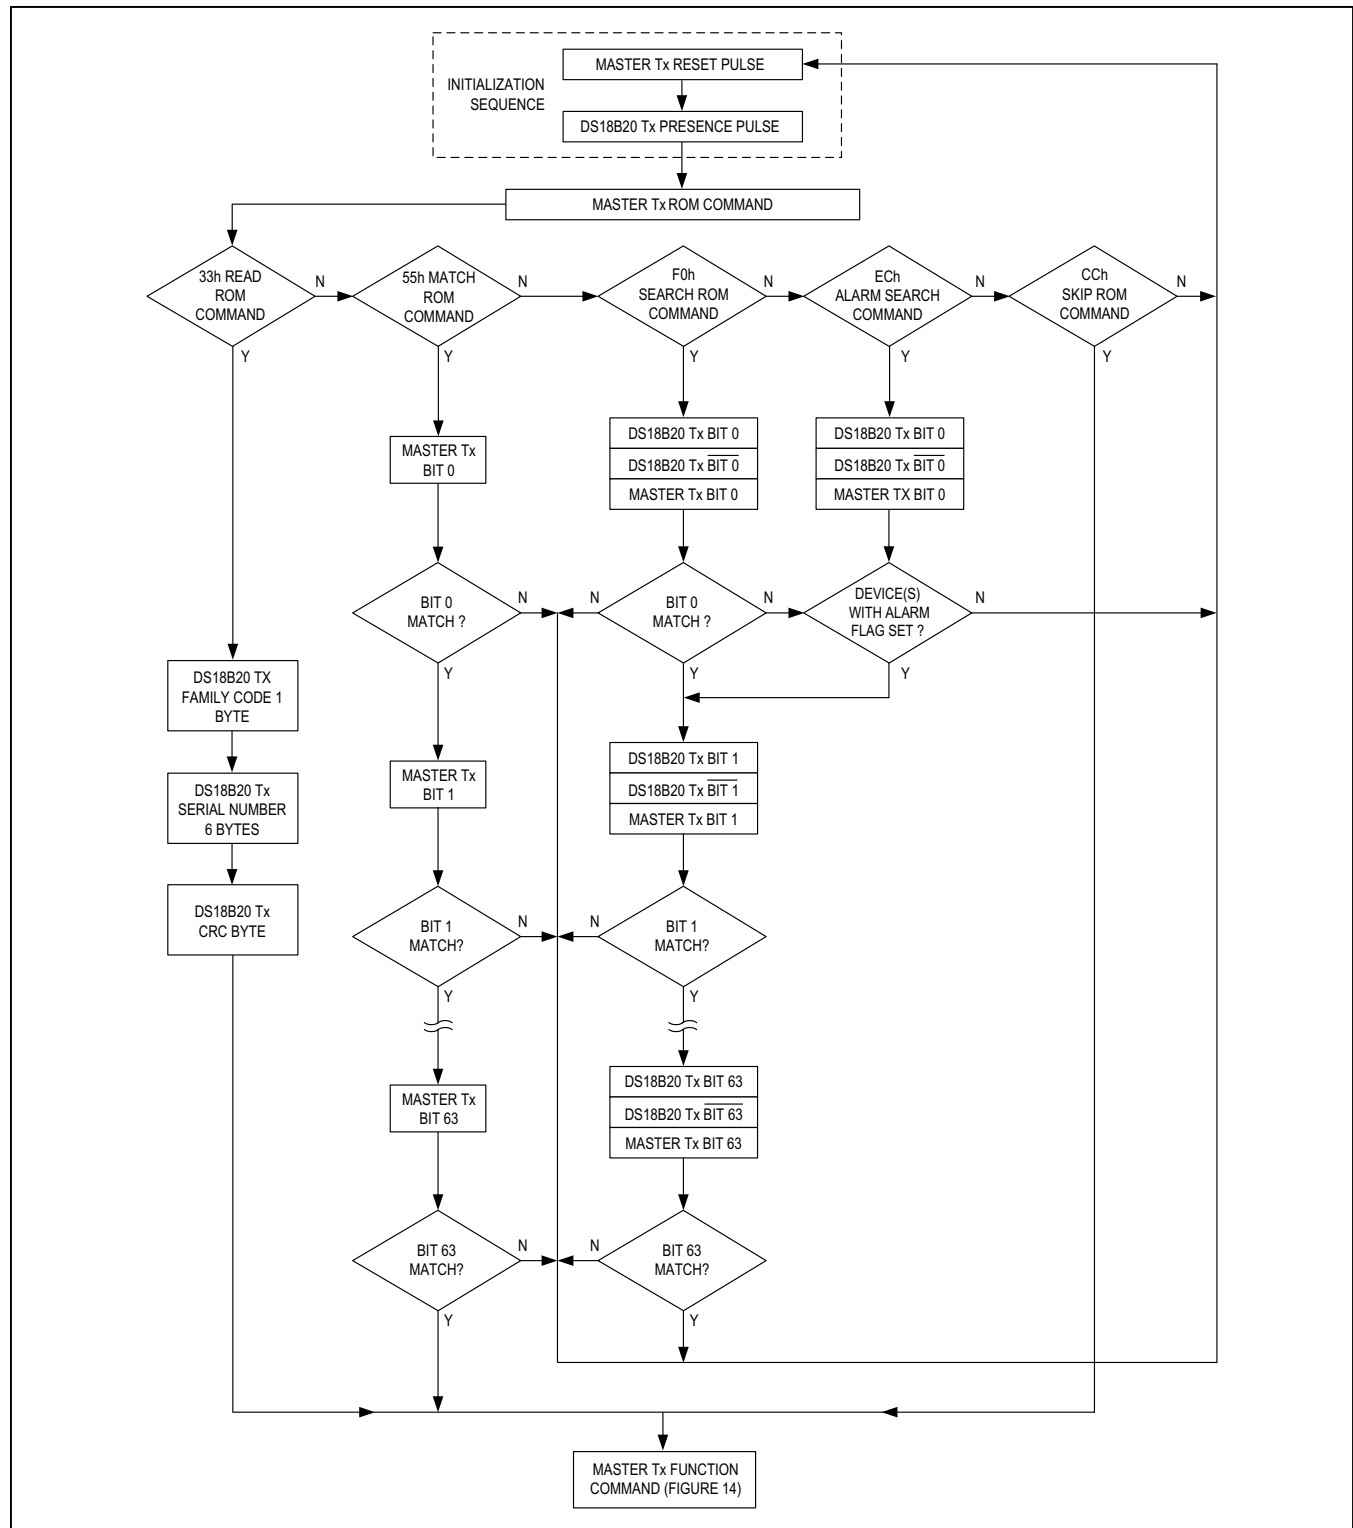 MASTER Tx RESET PULSE
INITIALIZATION
SEQUENCE
DS18B20 Tx PRESENCE PULSE
MASTER Tx ROM COMMAND
33h READ
ROM
COMMAND
N
Y
55h MATCH
ROM
COMMAND
N
Y
F0h
SEARCH ROM
COMMAND
N
Y
ECh
ALARM SEARCH
COMMAND
N
Y
CCh
SKIP ROM
COMMAND
N
Y
MASTER Tx
BIT 0
DS18B20 Tx BIT 0
DS18B20 Tx B̅I̅T̅ ̅0̅
MASTER Tx BIT 0
DS18B20 Tx BIT 0
DS18B20 Tx B̅I̅T̅ ̅0̅
MASTER TX BIT 0
BIT 0
MATCH ?
N
Y
N
BIT 0
MATCH ?
N
Y
DEVICE(S)
WITH ALARM
FLAG SET ?
N
Y
DS18B20 TX
FAMILY CODE 1
BYTE
DS18B20 Tx
SERIAL NUMBER
6 BYTES
DS18B20 Tx
CRC BYTE
MASTER Tx
BIT 1
DS18B20 Tx BIT 1
DS18B20 Tx B̅I̅T̅ ̅1̅
MASTER Tx BIT 1
BIT 1
MATCH?
N
Y
N
BIT 1
MATCH?
Y
MASTER Tx
BIT 63
DS18B20 Tx BIT 63
DS18B20 Tx B̅I̅T̅ ̅6̅3̅
MASTER Tx BIT 63
BIT 63
MATCH?
N
Y
N
BIT 63
MATCH?
Y
MASTER Tx FUNCTION
COMMAND (FIGURE 14)